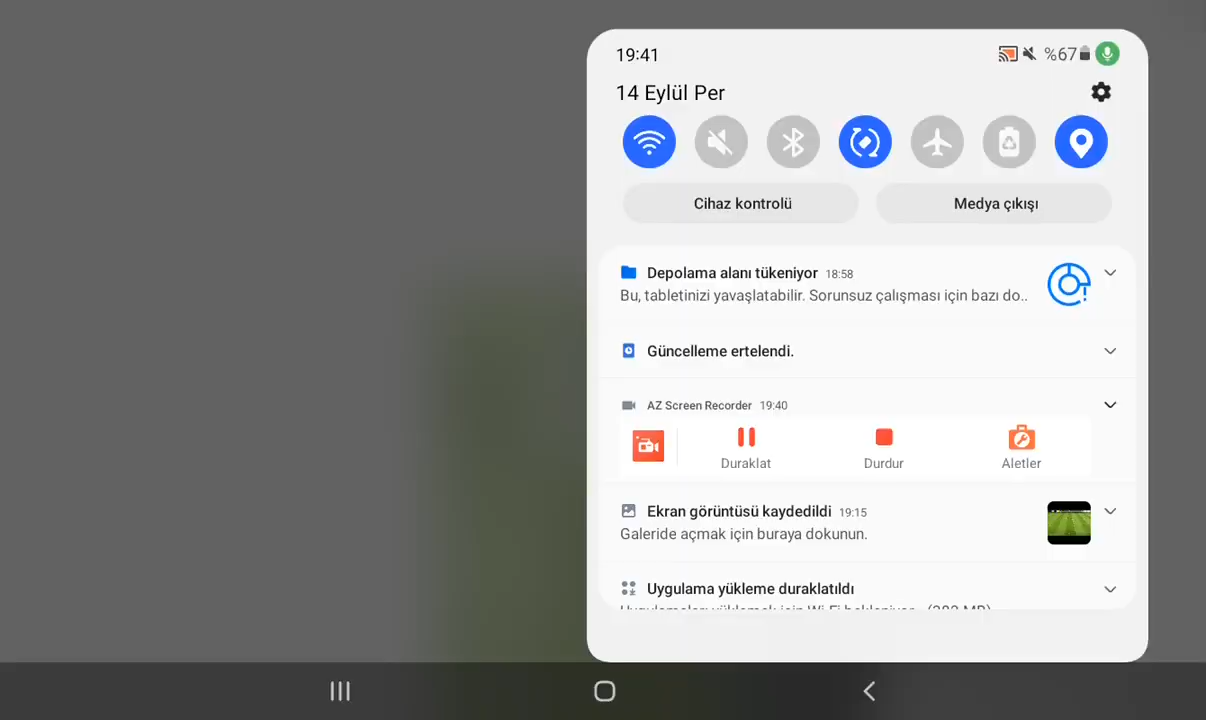 19:41
%67
14 Eylül Per
Cihaz kontrolü
Medya çıkışı
Depolama alanı tükeniyor 18:58
Bu, tabletinizi yavaşlatabilir. Sorunsuz çalışması için bazı do..
Güncelleme ertelendi.
AZ Screen Recorder 19:40
Duraklat
Durdur
Aletler
Ekran görüntüsü kaydedildi 19:15
Galeride açmak için buraya dokunun.
Uygulama yükleme duraklatıldı